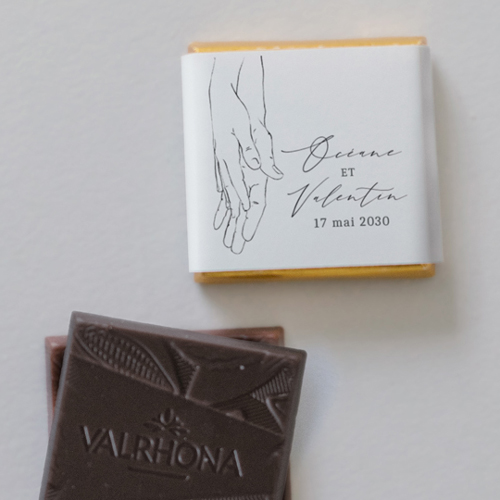 Océane
ET
Valentin
17 mai 2030
VALRHONA